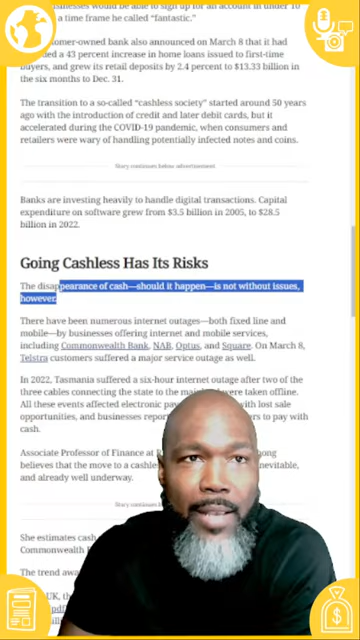 would be able to sign up for an account in under 10
a time frame he called "fantastic."
customer-owned bank also announced on March 8 that it had
a 43 percent increase in home loans issued to first-time
buyers, and grew its retail deposits by 2.4 percent to $13.33 billion in
the six months to Dec. 31.
The transition to a so-called "cashless society" started around 50 years
ago with the introduction of credit and later debit cards, but it
accelerated during the COVID-19 pandemic, when consumers and
retailers were wary of handling potentially infected notes and coins.
Story continues below advertisement
Banks are investing heavily to handle digital transactions. Capital
expenditure on software grew from $3.5 billion in 2005, to $28.5
billion in 2022.
Going Cashless Has Its Risks
The disappearance of cash—should it happen—is not without issues,
however.
There have been numerous internet outages—both fixed line and
mobile—by businesses offering internet and mobile services,
including Commonwealth Bank, NAB, Optus, and Square. On March 8,
Telstra customers suffered a major service outage as well.
In 2022, Tasmania suffered a six-hour internet outage after two of the
three cables connecting the state to the were taken offline.
All these events affected electronic with lost sale
opportunities, and businesses to pay with
cash.
Associate Professor of Finance at
believes that the move to a inevitable,
and already well underway.
Story
She estimates cash
Commonwealth
The trend
UK, the